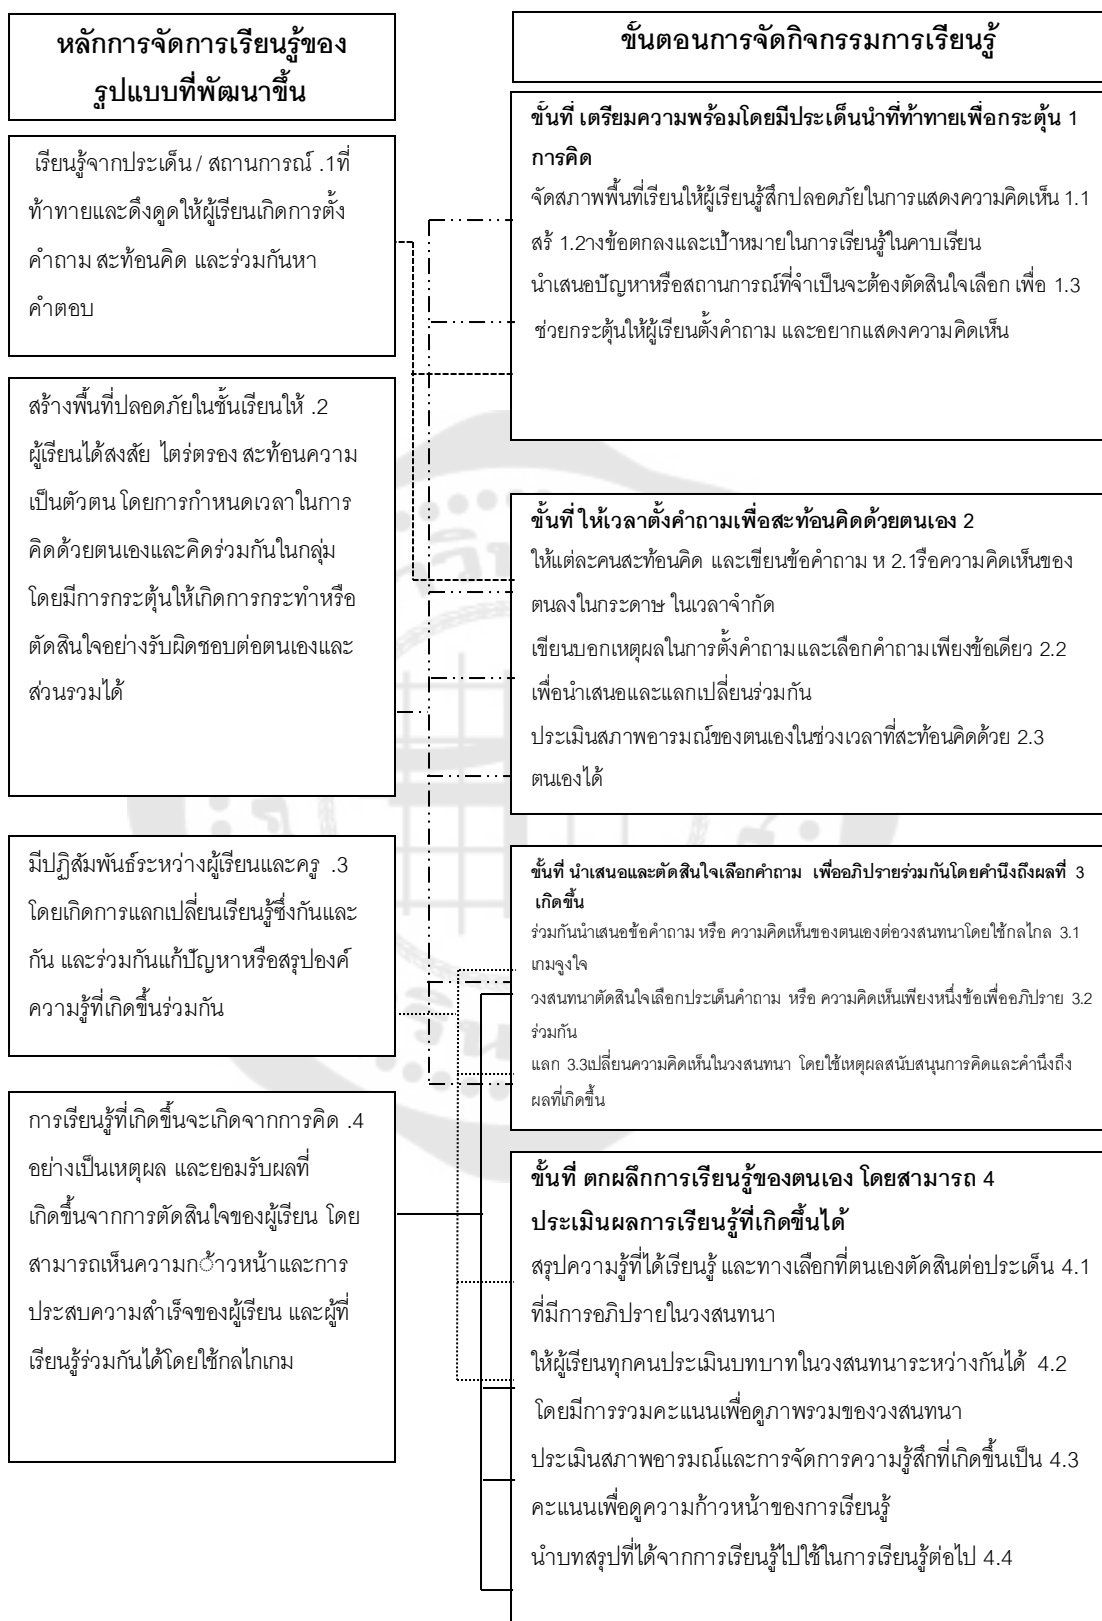 หลักการจัดการเรียนรู้ของ
รูปแบบที่พัฒนาขึ้น
เรียนรู้จากประเด็น / สถานการณ์ .1ที่
ท้าทายและดึงดูดให้ผู้เรียนเกิดการตั้ง
คำถาม สะท้อนคิด และร่วมกันหา
คำตอบ
สร้างพื้นที่ปลอดภัยในชั้นเรียนให้ .2
ผู้เรียนได้สงสัย ไตร่ตรอง สะท้อนความ
เป็นตัวตน โดยการกำหนดเวลาในการ
คิดด้วยตนเองและคิดร่วมกันในกลุ่ม
โดยมีการกระตุ้นให้เกิดการกระทำหรือ
ตัดสินใจอย่างรับผิดชอบต่อตนเองและ
ส่วนรวมได้
มีปฏิสัมพันธ์ระหว่างผู้เรียนและครู .3
โดยเกิดการแลกเปลี่ยนเรียนรู้ซึ่งกันและ
กัน และร่วมกันแก้ปัญหาหรือสรุปองค์
ความรู้ที่เกิดขึ้นร่วมกัน
การเรียนรู้ที่เกิดขึ้นจะเกิดจากการคิด .4
อย่างเป็นเหตุผล และยอมรับผลที่
เกิดขึ้นจากการตัดสินใจของผู้เรียน โดย
สามารถเห็นความก้าวหน้าและการ
ประสบความสำเร็จของผู้เรียน และผู้ที่
เรียนรู้ร่วมกันได้โดยใช้กลไกเกม
ขั้นตอนการจัดกิจกรรมการเรียนรู้
ขั้นที่ เตรียมความพร้อมโดยมีประเด็นนำที่ท้าทายเพื่อกระตุ้น 1
การคิด
จัดสภาพพื้นที่เรียนให้ผู้เรียนรู้สึกปลอดภัยในการแสดงความคิดเห็น 1.1
สร้ 1.2างข้อตกลงและเป้าหมายในการเรียนรู้ในคาบเรียน
นำเสนอปัญหาหรือสถานการณ์ที่จำเป็นจะต้องตัดสินใจเลือก เพื่อ 1.3
ช่วยกระตุ้นให้ผู้เรียนตั้งคำถาม และอยากแสดงความคิดเห็น
ขั้นที่ ให้เวลาตั้งคำถามเพื่อสะท้อนคิดด้วยตนเอง 2
ให้แต่ละคนสะท้อนคิด และเขียนข้อคำถาม ห 2.1รือความคิดเห็นของ
ตนลงในกระดาษ ในเวลาจำกัด
เขียนบอกเหตุผลในการตั้งคำถามและเลือกคำถามเพียงข้อเดียว 2.2
เพื่อนำเสนอและแลกเปลี่ยนร่วมกัน
ประเมินสภาพอารมณ์ของตนเองในช่วงเวลาที่สะท้อนคิดด้วย 2.3
ตนเองได้
ขั้นที่ นำเสนอและตัดสินใจเลือกคำถาม เพื่ออภิปรายร่วมกันโดยคำนึงถึงผลที่ 3
เกิดขึ้น
ร่วมกันนำเสนอข้อคำถาม หรือ ความคิดเห็นของตนเองต่อวงสนทนาโดยใช้กลไกล 3.1
เกมจูงใจ
วงสนทนาตัดสินใจเลือกประเด็นคำถาม หรือ ความคิดเห็นเพียงหนึ่งข้อเพื่ออภิปราย 3.2
ร่วมกัน
แลก 3.3เปลี่ยนความคิดเห็นในวงสนทนา โดยใช้เหตุผลสนับสนุนการคิดและคำนึงถึง
ผลที่เกิดขึ้น
ขั้นที่ ตกผลึกการเรียนรู้ของตนเอง โดยสามารถ 4
ประเมินผลการเรียนรู้ที่เกิดขึ้นได้
สรุปความรู้ที่ได้เรียนรู้ และทางเลือกที่ตนเองตัดสินต่อประเด็น 4.1
ที่มีการอภิปรายในวงสนทนา
ให้ผู้เรียนทุกคนประเมินบทบาทในวงสนทนาระหว่างกันได้ 4.2
โดยมีการรวมคะแนนเพื่อดูภาพรวมของวงสนทนา
ประเมินสภาพอารมณ์และการจัดการความรู้สึกที่เกิดขึ้นเป็น 4.3
คะแนนเพื่อดูความก้าวหน้าของการเรียนรู้
นำบทสรุปที่ได้จากการเรียนรู้ไปใช้ในการเรียนรู้ต่อไป 4.4